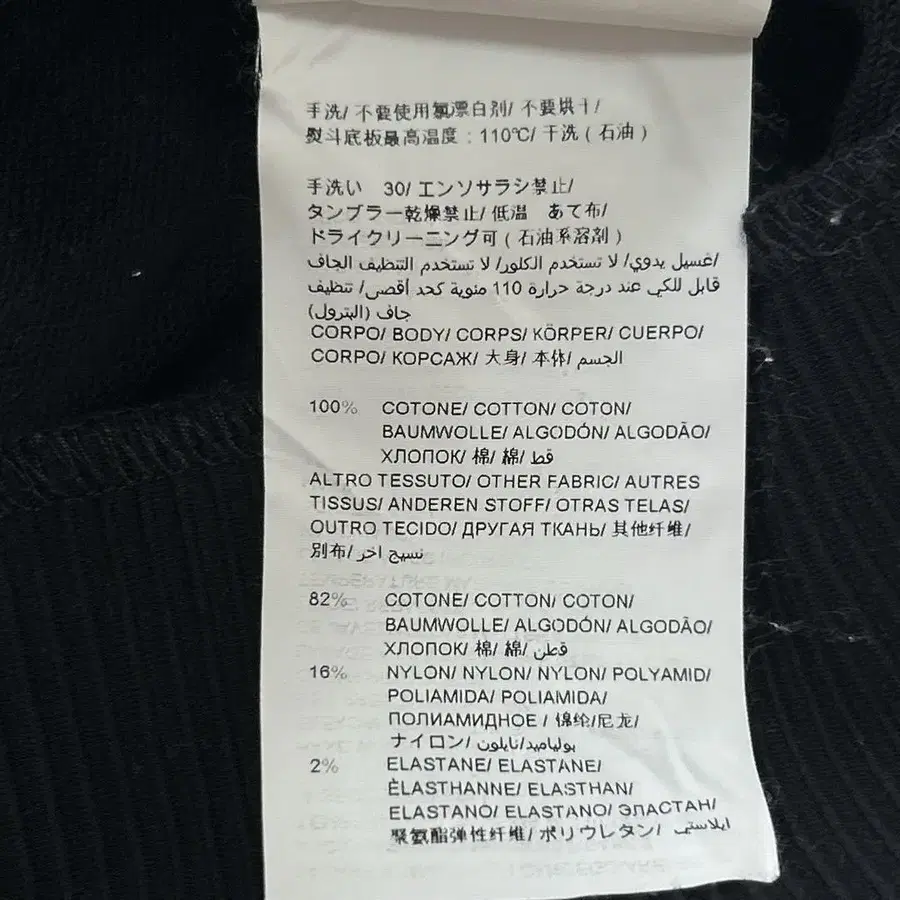 手洗/ 不要使用氯漂白剂/ 不要烘干/
熨斗底板最高温度 : 110℃/ 干洗 ( 石油 )
手洗い 30/ エンソサラシ禁止/
タンブラー乾燥禁止/ 低温 あて布/
ドライクリーニング可 ( 石油系溶剤 )
غسيل يدوي/ لا تستخدم الكلور/ لا تستخدم التنظيف الجاف/
قابل للكي عند درجة حرارة 110 مئوية كحد أقصى/ تنظيف
جاف (البترول)
CORPO/ BODY/ CORPS/ KÖRPER/ CUERPO/
CORPO/ КОРСАЖ/ 大身/ 本体/ الجسم
100% COTONE/ COTTON/ COTON/
BAUMWOLLE/ ALGODÓN/ ALGODÃO/
ХЛОПОК/ 棉/ 綿/ قط
ALTRO TESSUTO/ OTHER FABRIC/ AUTRES
TISSUS/ ANDEREN STOFF/ OTRAS TELAS/
OUTRO TECIDO/ ДРУГАЯ ТКАНЬ/ 其他纤维/
別布/ نسيج اخر
82% COTONE/ COTTON/ COTON/
BAUMWOLLE/ ALGODÓN/ ALGODÃO/
ХЛОПОК/ 棉/ 綿/ قطن
16% NYLON/ NYLON/ NYLON/ POLYAMID/
POLIAMIDA/ POLIAMIDA/
ПОЛИАМИДНОЕ / 锦纶/尼龙/
ナイロン/ بولياميد/نايلون
2% ELASTANE/ ELASTANE/
ÉLASTHANNE/ ELASTHAN/
ELASTANO/ ELASTANO/ ЭЛАСТАН/
聚氨酯弹性纤维/ ポリウレタン/ ايلاستي